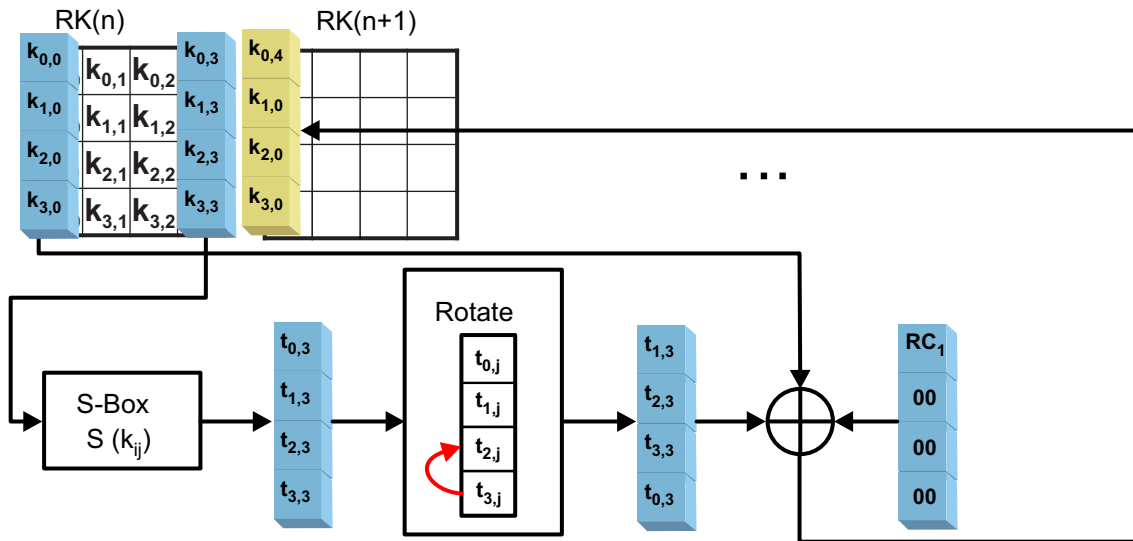 RK(n) RK(n+1)
k0,0 k0,1 k0,2 k0,3 k0,4
k1,0 k1,1 k1,2 k1,3 k1,0
k2,0 k2,1 k2,2 k2,3 k2,0
k3,0 k3,1 k3,2 k3,3 k3,0
...
Rotate
t0,3 t0,j t1,3 RC1
t1,3 t1,j t2,3 00
t2,3 t2,j t3,3 00
t3,3 t3,j t0,3 00
S-Box
S (kij)